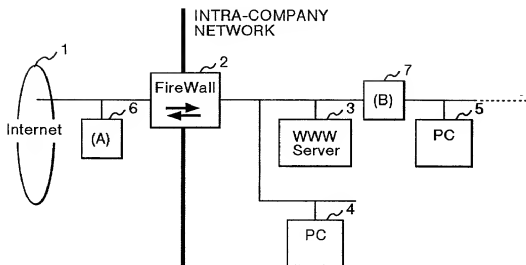 INTRA-COMPANY
NETWORK
1
2
FireWall
7
(B)
6
(A)
Internet
3
WWW
Server
5
PC
4
PC